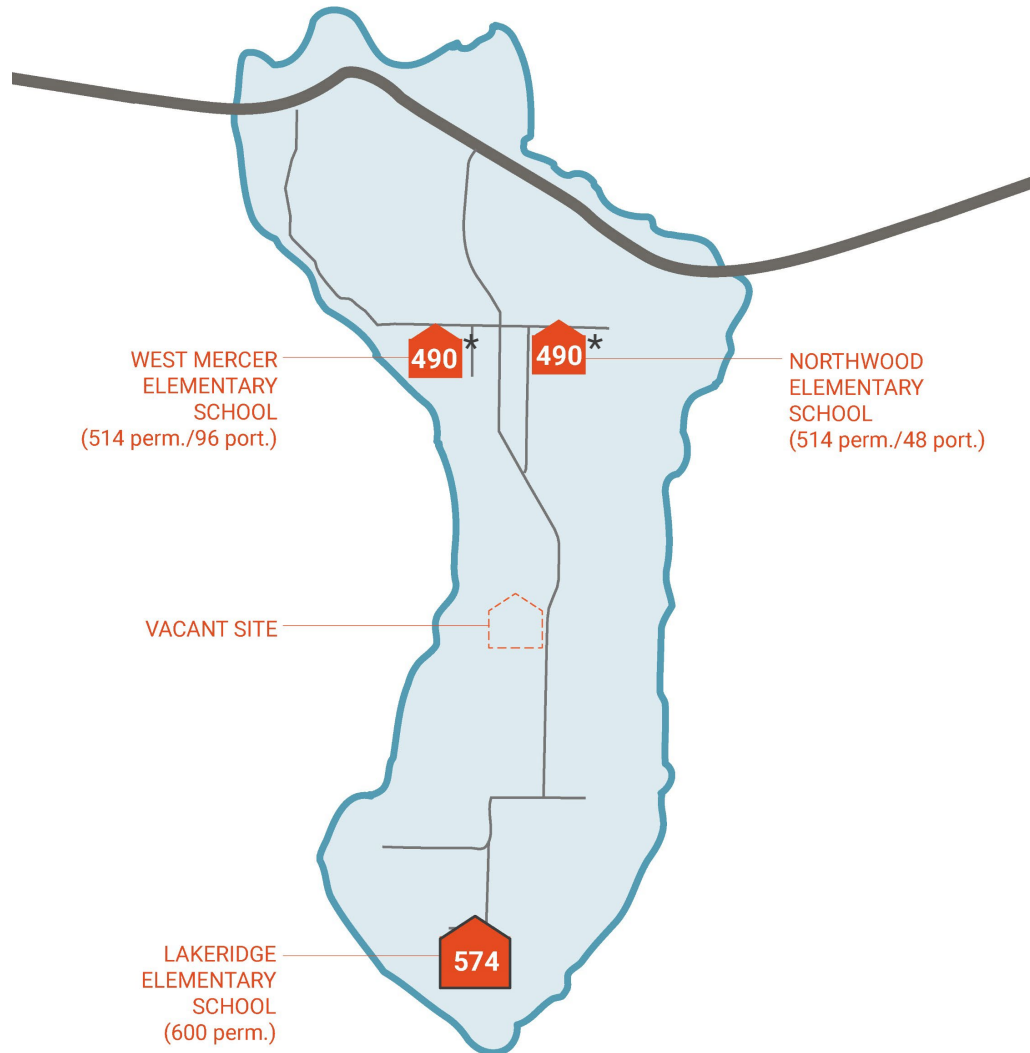 490*
490*
WEST MERCER
ELEMENTARY
SCHOOL
(514 perm./96 port.)
NORTHWOOD
ELEMENTARY
SCHOOL
(514 perm./48 port.)
VACANT SITE
574
LAKERIDGE
ELEMENTARY
SCHOOL
(600 perm.)